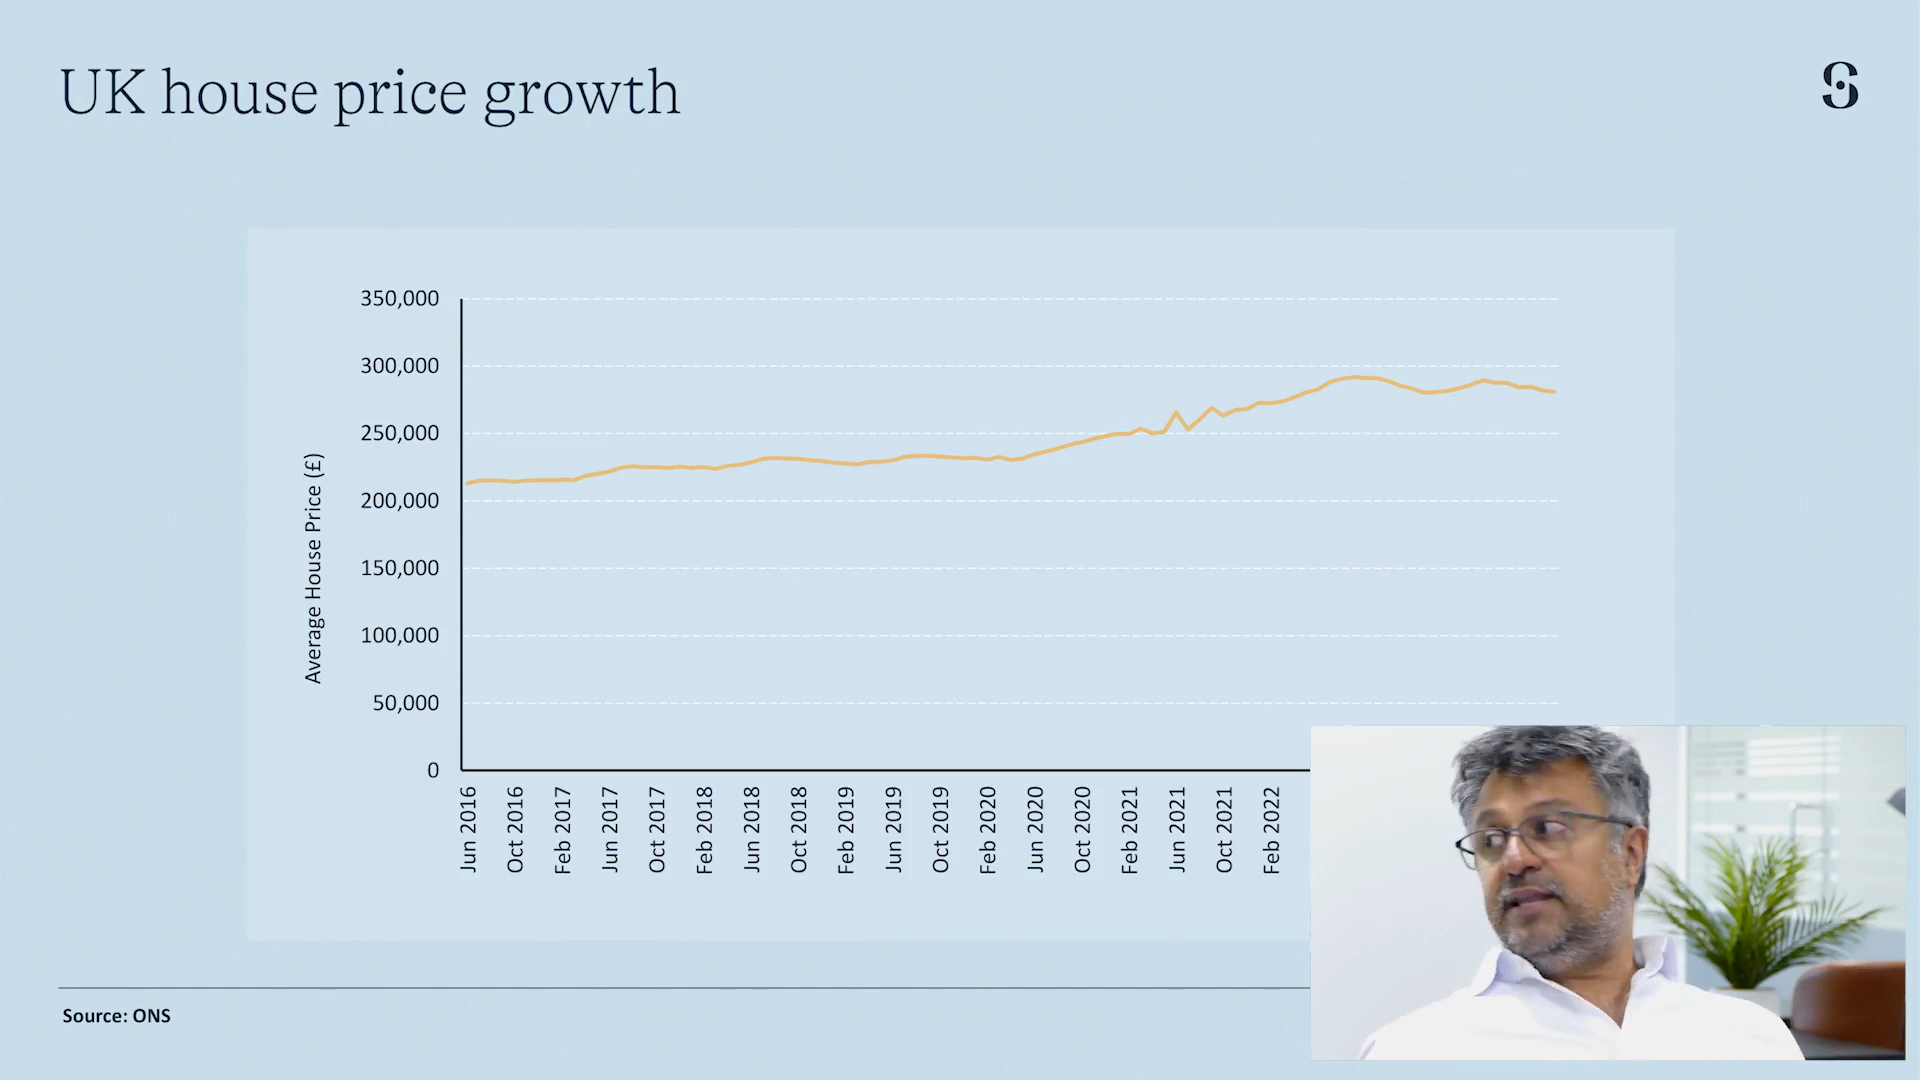 UK house price growth
350,000
300,000
250,000
200,000
150,000
100,000
50,000
0
Average House Price (£)
Jun 2016
Oct 2016
Feb 2017
Jun 2017
Oct 2017
Feb 2018
Jun 2018
Oct 2018
Feb 2019
Jun 2019
Oct 2019
Feb 2020
Jun 2020
Oct 2020
Feb 2021
Jun 2021
Oct 2021
Feb 2022
Source: ONS